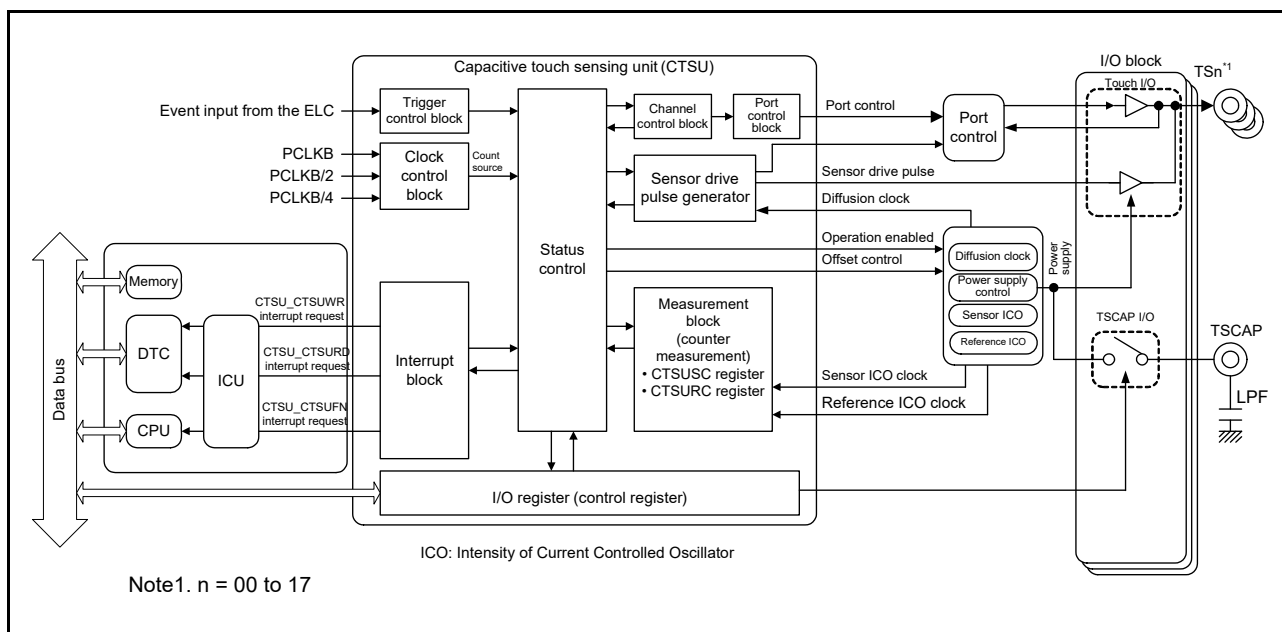 Capacitive touch sensing unit (CTSU)
I/O block
TSn*1
Touch I/O
Event input from the ELC
Trigger
control block
Channel
control block
Port
control
block
Port control
Port
control
PCLKB
PCLKB/2
PCLKB/4
Clock
control
block
Count
source
Sensor drive
pulse generator
Sensor drive pulse
Diffusion clock
Status
control
Operation enabled
Offset control
Diffusion clock
Power supply
control
Sensor ICO
Reference ICO
Power
supply
Data bus
Memory
DTC
CPU
ICU
CTSU_CTSUWR
interrupt request
CTSU_CTSURD
interrupt request
CTSU_CTSUFN
interrupt request
Interrupt
block
Measurement
block
(counter
measurement)
• CTSUSC register
• CTSURC register
Sensor ICO clock
Reference ICO clock
TSCAP I/O
TSCAP
LPF
I/O register (control register)
ICO: Intensity of Current Controlled Oscillator
Note1. n = 00 to 17